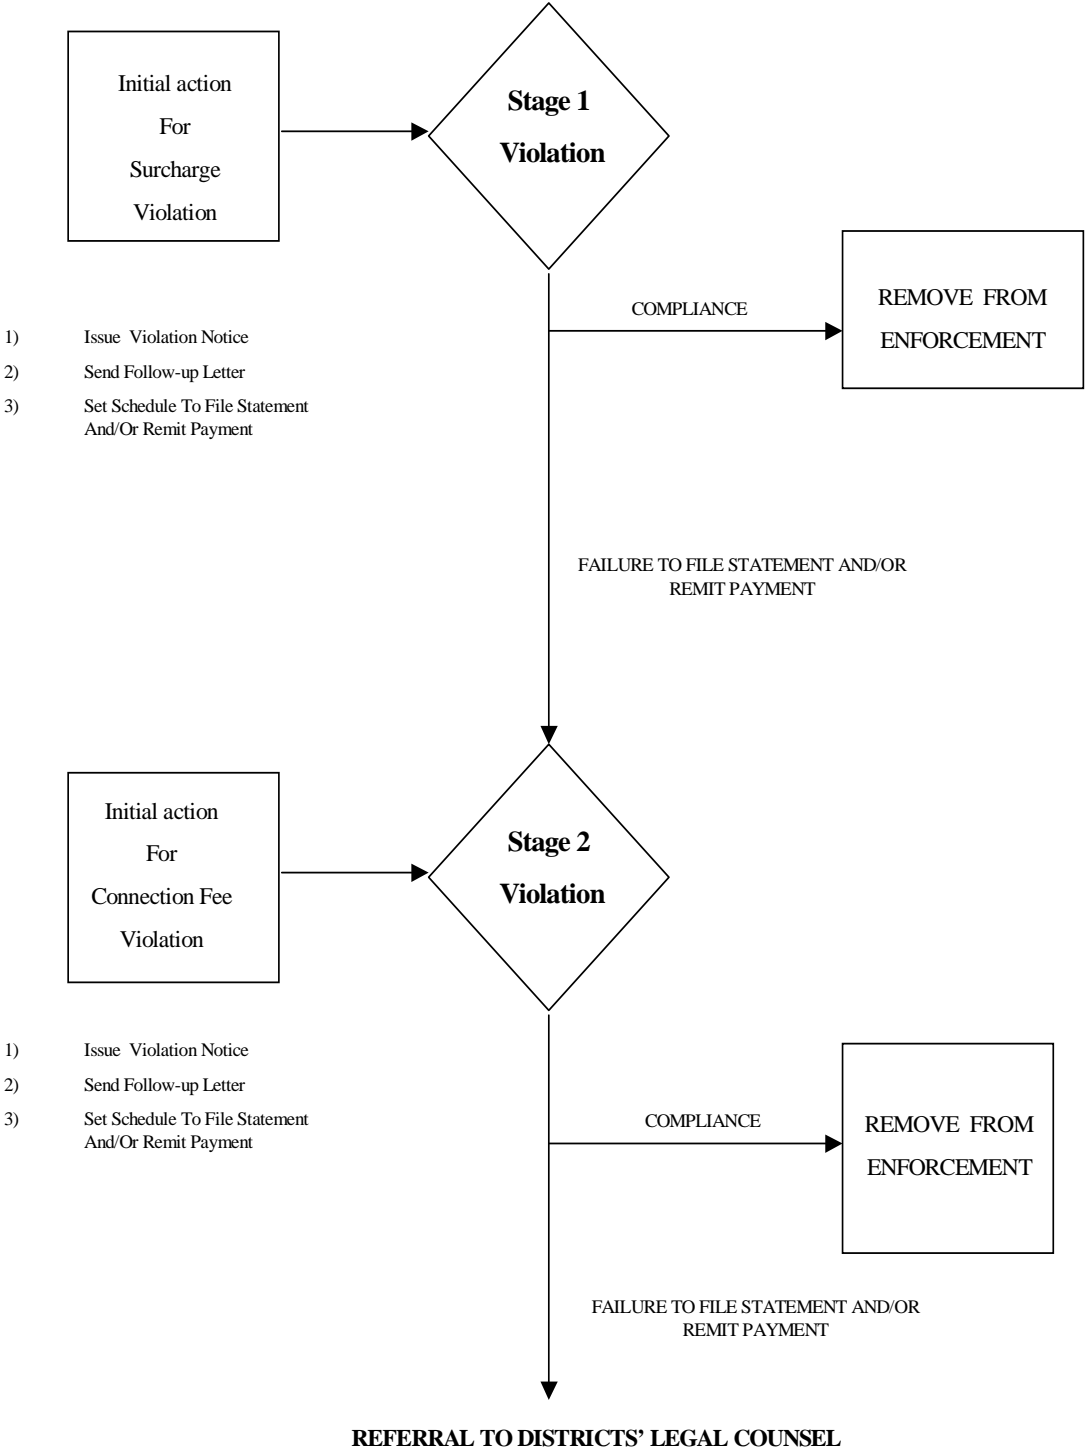 Initial action
For
Surcharge
Violation
Stage 1
Violation
COMPLIANCE
REMOVE FROM
ENFORCEMENT
1) Issue Violation Notice
2) Send Follow-up Letter
3) Set Schedule To File Statement
And/Or Remit Payment
FAILURE TO FILE STATEMENT AND/OR
REMIT PAYMENT
Initial action
For
Connection Fee
Violation
Stage 2
Violation
1) Issue Violation Notice
2) Send Follow-up Letter
3) Set Schedule To File Statement
And/Or Remit Payment
COMPLIANCE
REMOVE FROM
ENFORCEMENT
FAILURE TO FILE STATEMENT AND/OR
REMIT PAYMENT
REFERRAL TO DISTRICTS’ LEGAL COUNSEL